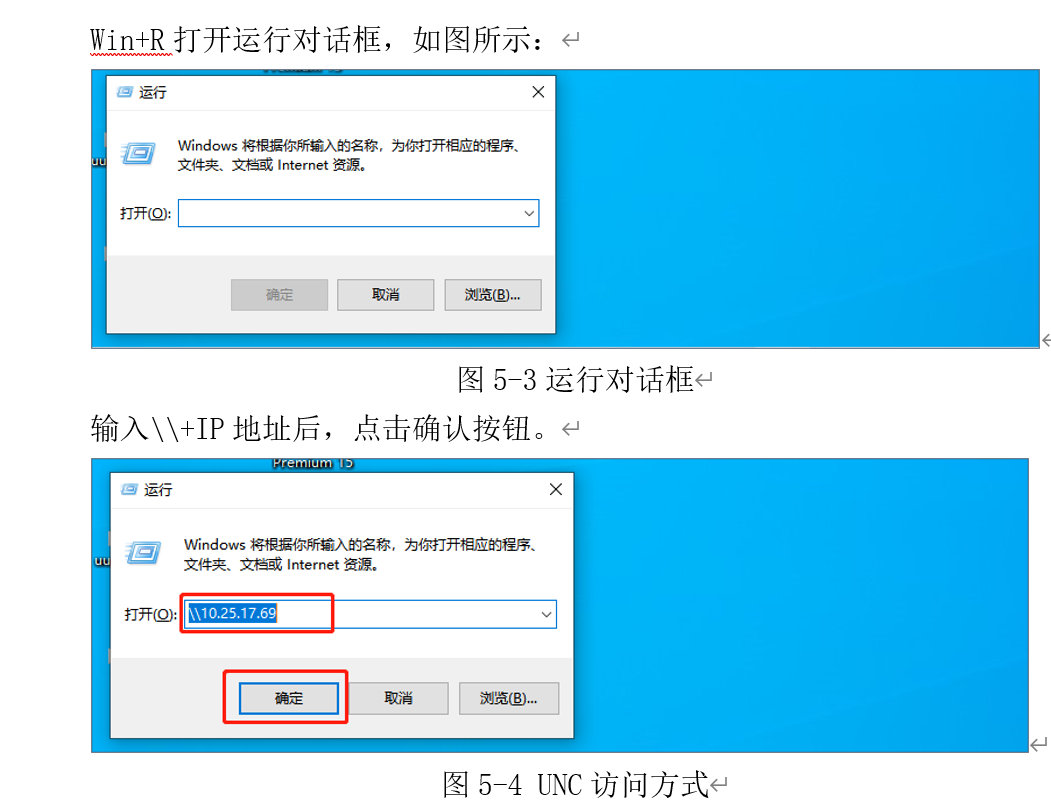 Win+R 打开运行对话框，如图所示：
运行
Windows 将根据你所输入的名称，为你打开相应的程序、
文件夹、文档或 Internet 资源。
uu
打开(O):
确定 取消 浏览(B)...
图 5-3 运行对话框
输入\\+IP 地址后，点击确认按钮。
Premium 15
运行
Windows 将根据你所输入的名称，为你打开相应的程序、
文件夹、文档或 Internet 资源。
uu
打开(O): \\10.25.17.69
确定 取消 浏览(B)...
图 5-4 UNC 访问方式